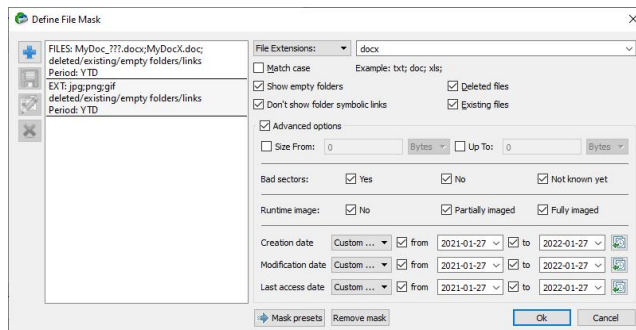 Define File Mask
FILES: MyDoc_???.docx;MyDocX.doc;
deleted/existing/empty folders/links
Period: YTD
EXT: jpg;png;gif
deleted/existing/empty folders/links
Period: YTD
File Extensions: docx
Match case Example: txt; doc; xls;
Show empty folders Deleted files
Don't show folder symbolic links Existing files
Advanced options
Size From: 0 Bytes Up To: 0 Bytes
Bad sectors: Yes No Not known yet
Runtime image: No Partially imaged Fully imaged
Creation date Custom ... from 2021-01-27 to 2022-01-27
Modification date Custom ... from 2021-01-27 to 2022-01-27
Last access date Custom ... from 2021-01-27 to 2022-01-27
Mask presets Remove mask Ok Cancel